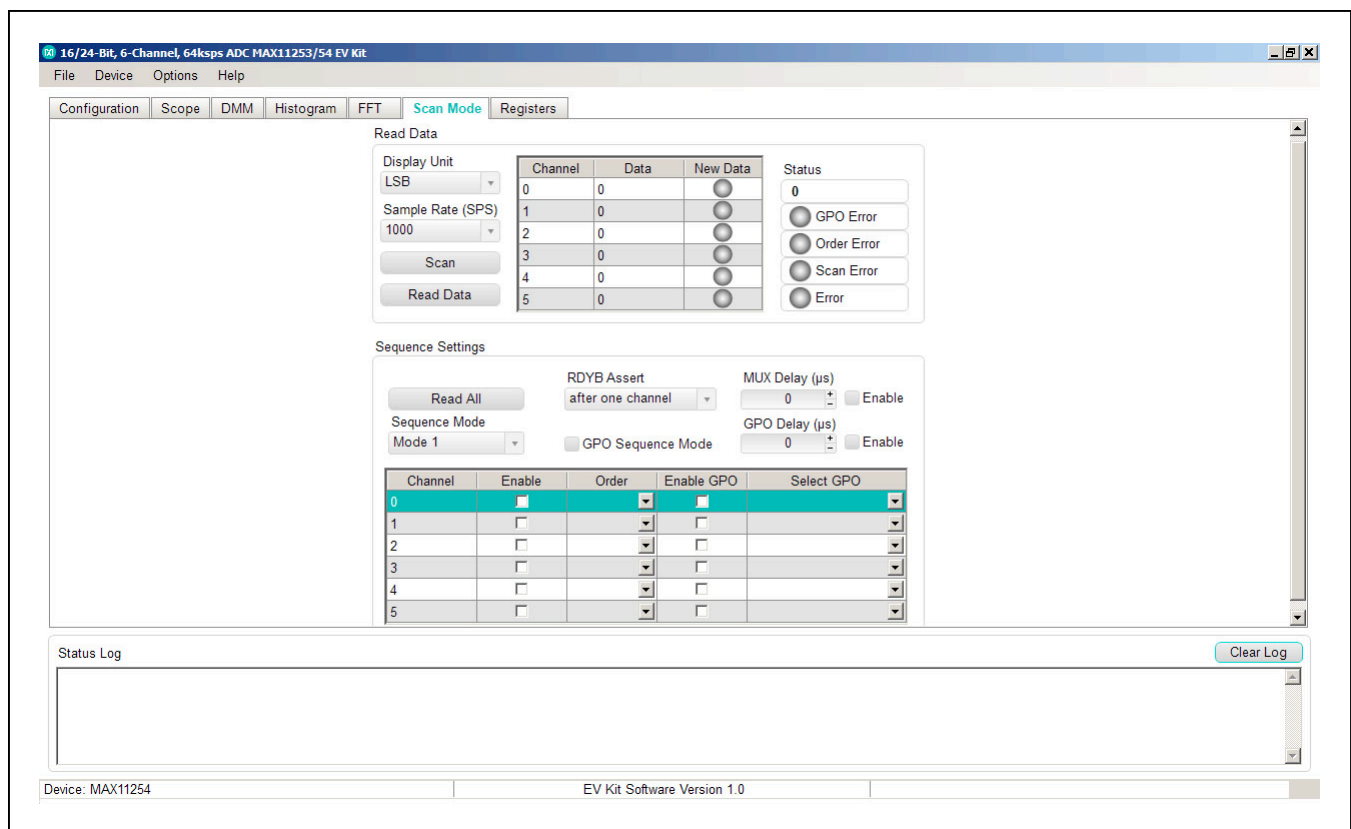 16/24-Bit, 6-Channel, 64ksps ADC MAX11253/54 EV Kit
File Device Options Help
Configuration Scope DMM Histogram FFT Scan Mode Registers
Read Data
Display Unit
LSB
Sample Rate (SPS)
1000
Scan
Read Data
Channel Data New Data
0 0
1 0
2 0
3 0
4 0
5 0
Status
0
GPO Error
Order Error
Scan Error
Error
Sequence Settings
Read All
Sequence Mode
Mode 1
RDYB Assert
after one channel
GPO Sequence Mode
MUX Delay (µs)
0 Enable
GPO Delay (µs)
0 Enable
Channel Enable Order Enable GPO Select GPO
0
1
2
3
4
5
Status Log
Clear Log
Device: MAX11254 EV Kit Software Version 1.0